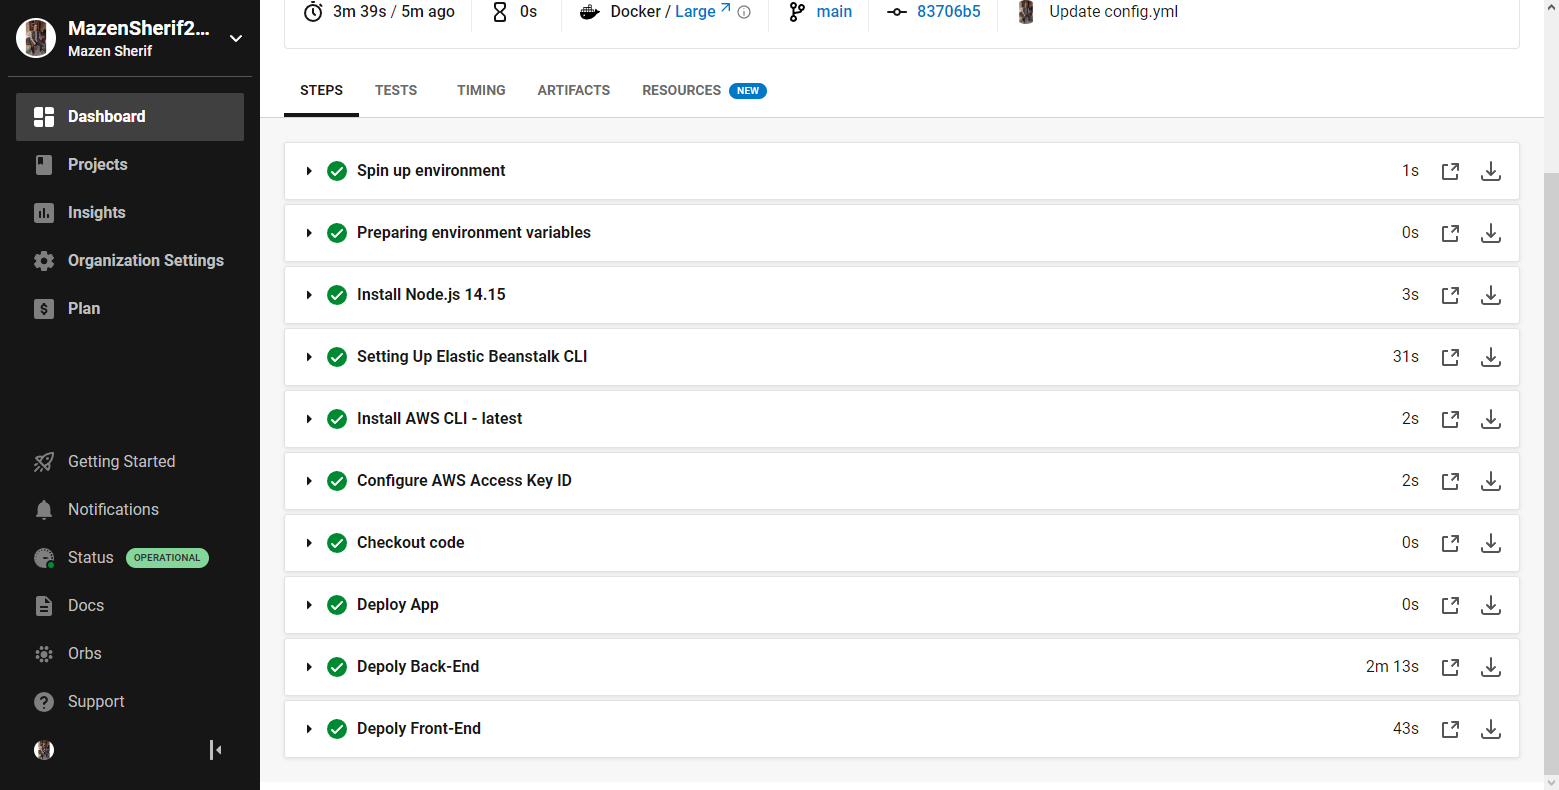 MazenSherif2...
Mazen Sherif
Dashboard
Projects
Insights
Organization Settings
Plan
Getting Started
Notifications
Status OPERATIONAL
Docs
Orbs
Support
3m 39s / 5m ago 0s Docker / Large main 83706b5 Update config.yml
STEPS TESTS TIMING ARTIFACTS RESOURCES NEW
Spin up environment 1s
Preparing environment variables 0s
Install Node.js 14.15 3s
Setting Up Elastic Beanstalk CLI 31s
Install AWS CLI - latest 2s
Configure AWS Access Key ID 2s
Checkout code 0s
Deploy App 0s
Depoly Back-End 2m 13s
Depoly Front-End 43s